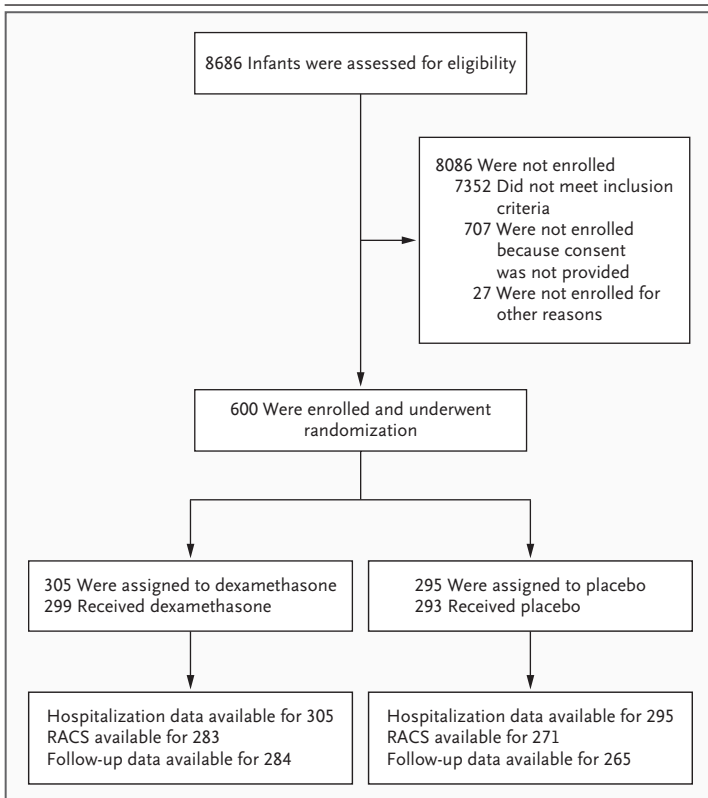 8686 Infants were assessed for eligibility
8086 Were not enrolled
7352 Did not meet inclusion
criteria
707 Were not enrolled
because consent
was not provided
27 Were not enrolled for
other reasons
600 Were enrolled and underwent
randomization
305 Were assigned to dexamethasone
299 Received dexamethasone
295 Were assigned to placebo
293 Received placebo
Hospitalization data available for 305
RACS available for 283
Follow-up data available for 284
Hospitalization data available for 295
RACS available for 271
Follow-up data available for 265